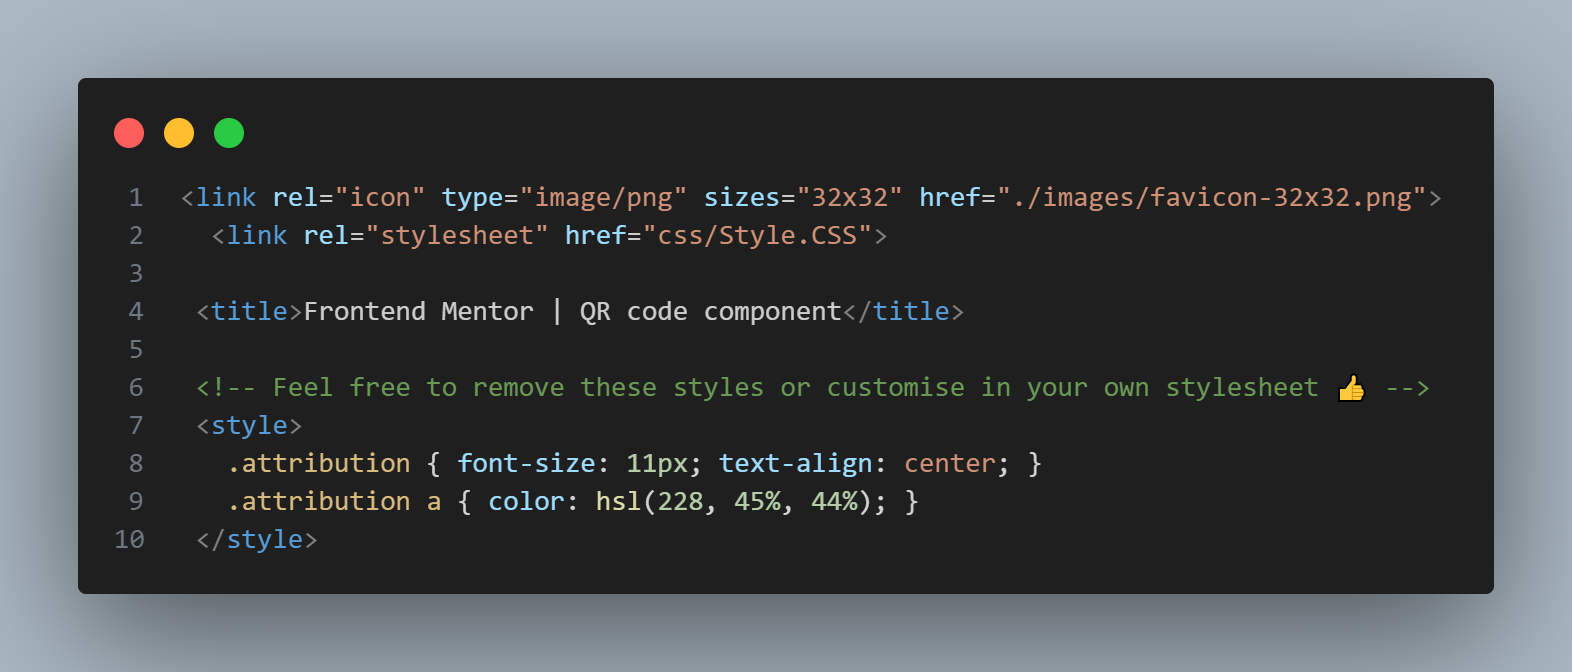 1 <link rel="icon" type="image/png" sizes="32x32" href="./images/favicon-32x32.png">
2 <link rel="stylesheet" href="css/Style.CSS">
3
4 <title>Frontend Mentor | QR code component</title>
5
6 <!-- Feel free to remove these styles or customise in your own stylesheet 👍 -->
7 <style>
8 .attribution { font-size: 11px; text-align: center; }
9 .attribution a { color: hsl(228, 45%, 44%); }
10 </style>